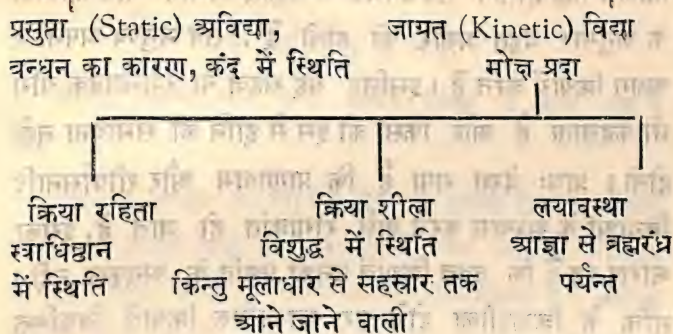 प्रसुप्ता (Static) अविद्या,
बन्धन का कारण, कंद में स्थिति
जाग्रत (Kinetic) विद्या
मोक्ष प्रदा
क्रिया रहिता
स्वाधिष्ठान
में स्थिति
क्रिया शीला
विशुद्ध में स्थिति
किन्तु मूलाधार से सहस्रार तक
आने जाने वाली
लयावस्था
आज्ञा से ब्रह्मरंध्र
पर्यन्त